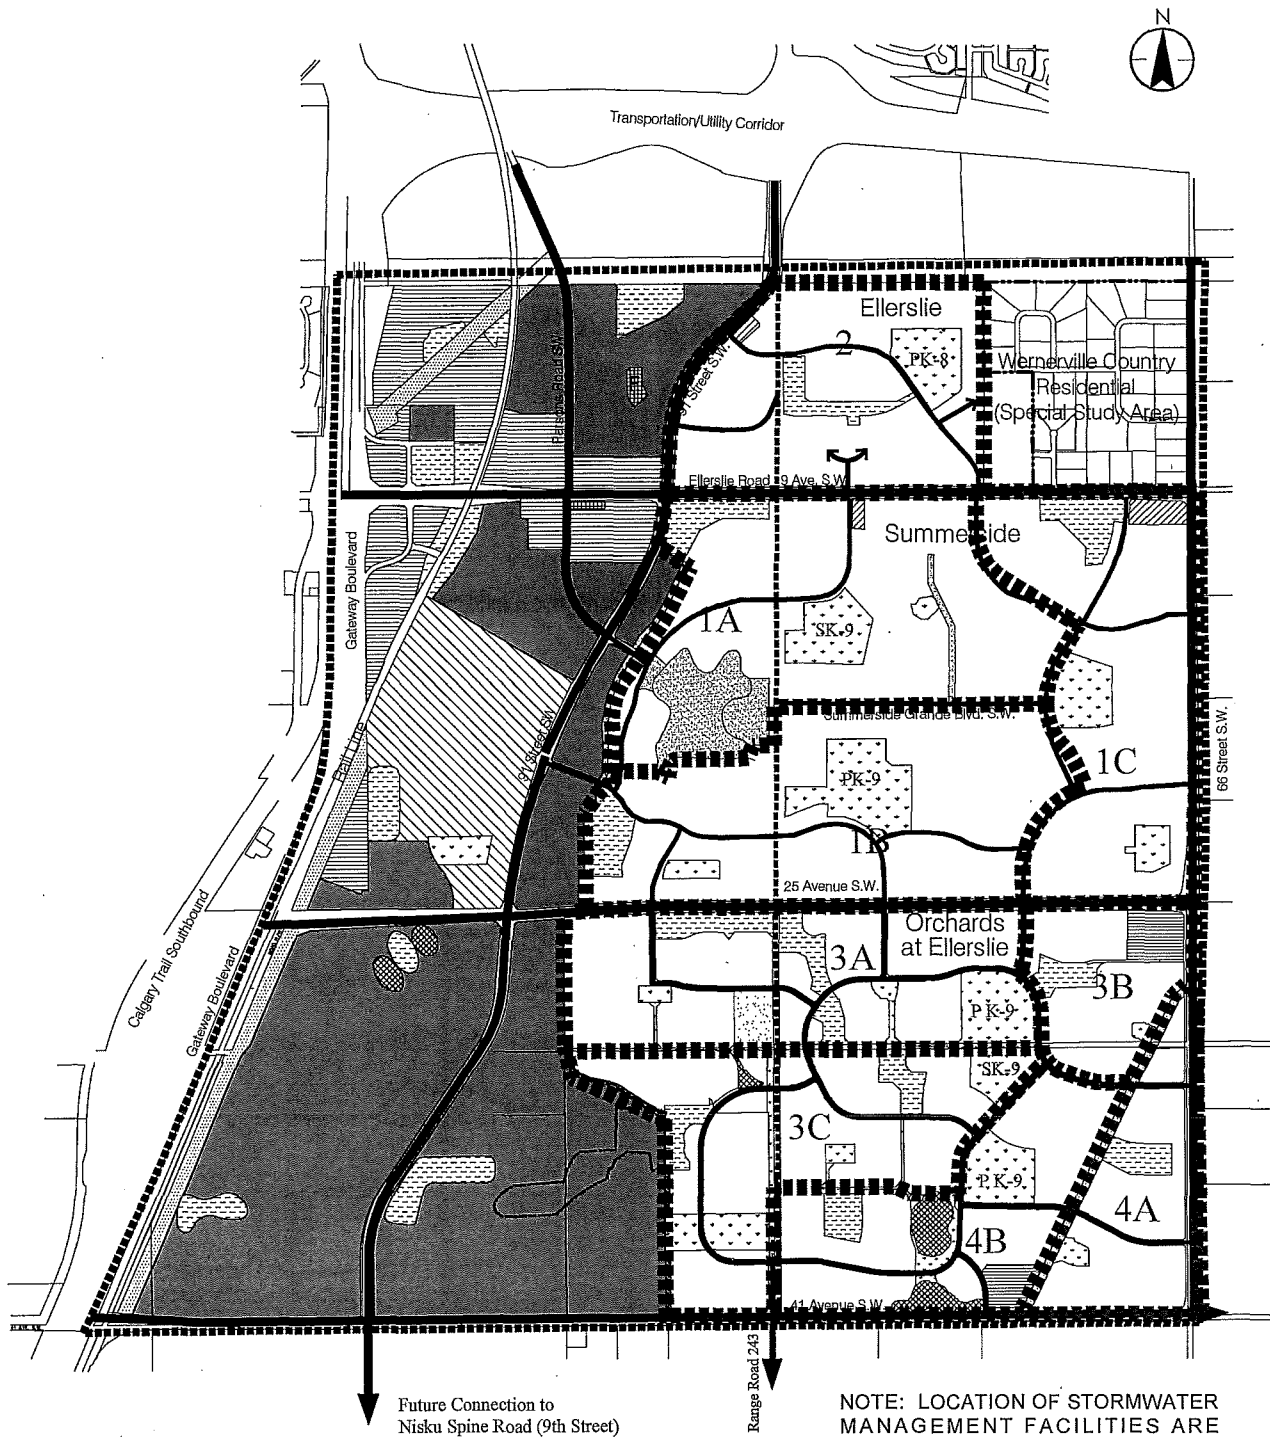 N
Transportation/Utility Corridor
Ellerslie
2
PK-8
Wernerville Country
Residential
(Special Study Area)
Parsons Road SW
91 Street S.W.
Ellerslie Road 9 Ave. S.W.
Summerside
Gateway Boulevard
1A
SK-9
Summerside Grande Blvd. S.W.
66 Street S.W.
Rail Line
91 Street SW
PK-9
1C
1B
25 Avenue S.W.
Calgary Trail Southbound
Gateway Boulevard
Orchards
at Ellerslie
3A
3B
P K-9
SK-9
3C
P K-9
4A
4B
41 Avenue S.W.
Range Road 243
Future Connection to
Nisku Spine Road (9th Street)
NOTE: LOCATION OF STORMWATER
MANAGEMENT FACILITIES ARE